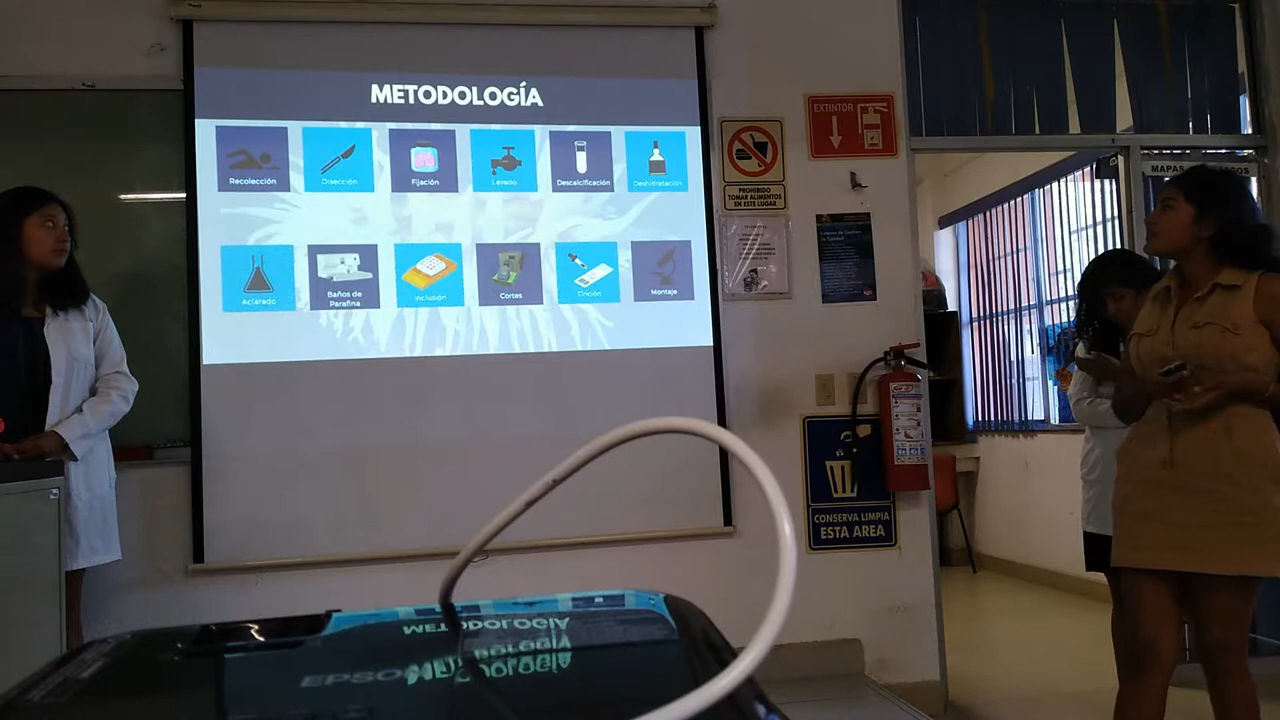 METODOLOGÍA
Recolección
Disección
Fijación
Lavado
Descalcificación
Deshidratación
Aclarado
Baños de
Parafina
Inclusión
Cortes
Tinción
Montaje
PROHIBIDO
TOMAR ALIMENTOS
EN ESTE LUGAR
EXTINTOR
MAPAS
CONSERVA LIMPIA
ESTA AREA
EPSON
METODOLOGÍA